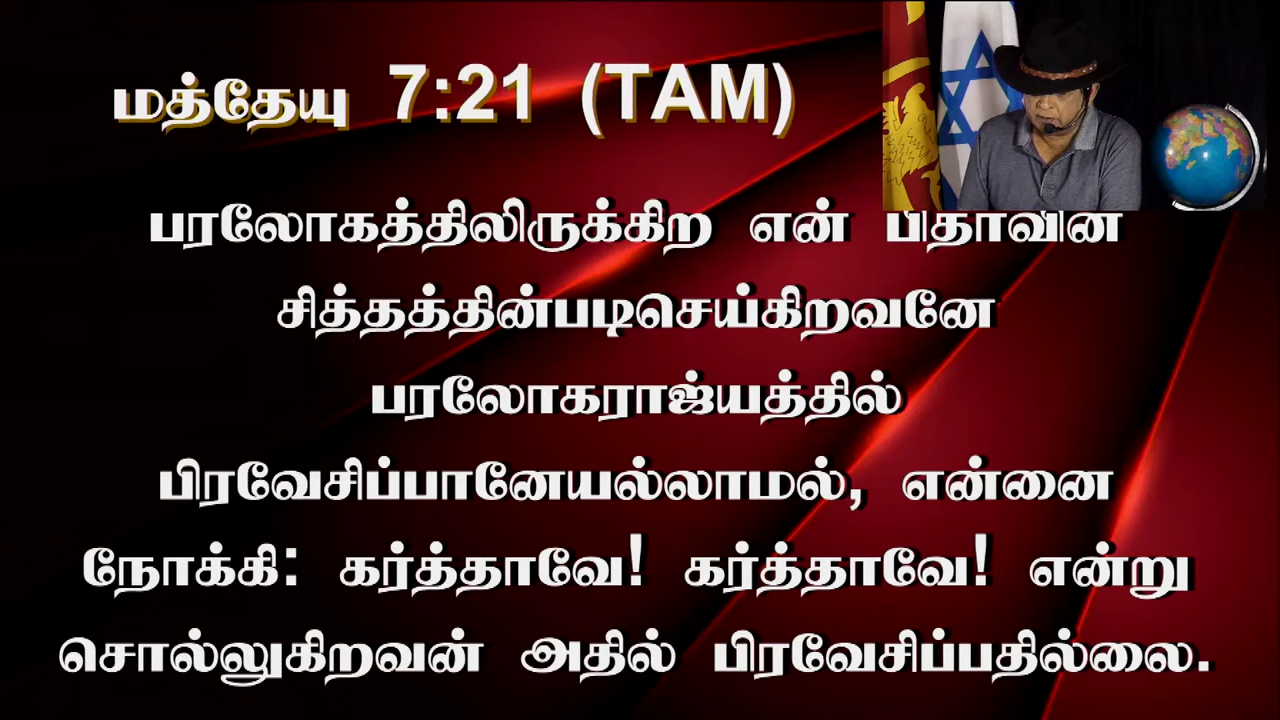 மத்தேயு 7:21 (TAM)
பரலோகத்திலிருக்கிற என் பிதாவின்
சித்தத்தின்படிசெய்கிறவனே
பரலோகராஜ்யத்தில்
பிரவேசிப்பானேயல்லாமல், என்னை
நோக்கி: கர்த்தாவே! கர்த்தாவே! என்று
சொல்லுகிறவன் அதில் பிரவேசிப்பதில்லை.